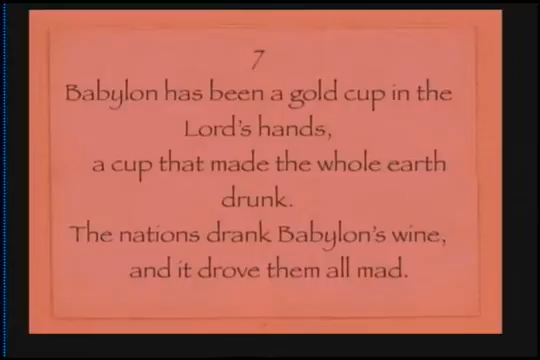 7
Babylon has been a gold cup in the
Lord's hands,
a cup that made the whole earth
drunk.
The nations drank Babylon's wine,
and it drove them all mad.